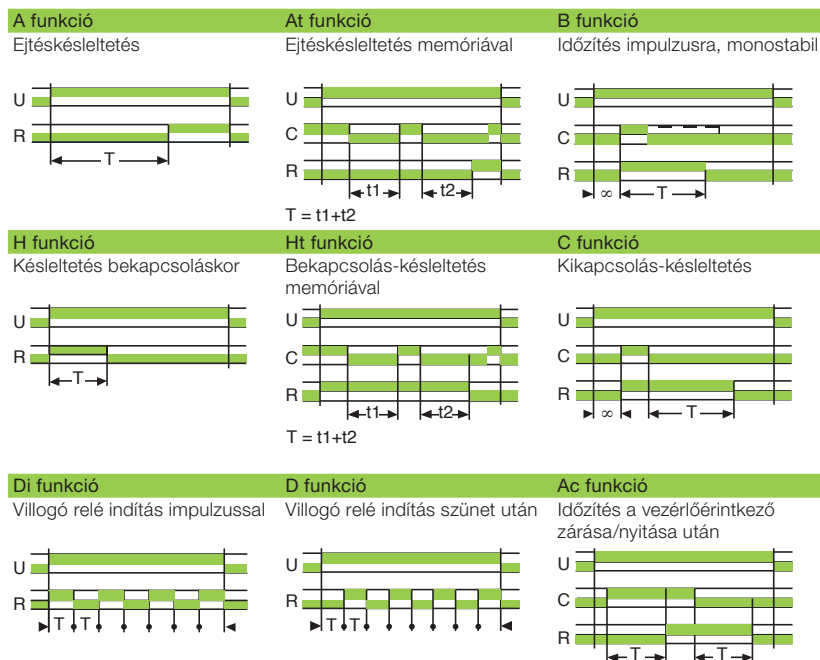 A funkció
Ejtéskésleltetés
U
R
T
At funkció
Ejtéskésleltetés memóriával
U
C
R
t1
t2
T = t1+t2
B funkció
Időzítés impulzusra, monostabil
U
C
R
∞
T
H funkció
Késleltetés bekapcsoláskor
U
R
T
Ht funkció
Bekapcsolás-késleltetés
memóriával
U
C
R
t1
t2
T = t1+t2
C funkció
Kikapcsolás-késleltetés
U
C
R
∞
T
Di funkció
Villogó relé indítás impulzussal
U
R
T T
D funkció
Villogó relé indítás szünet után
U
R
T T
Ac funkció
Időzítés a vezérlőérintkező
zárása/nyitása után
U
C
R
T
T